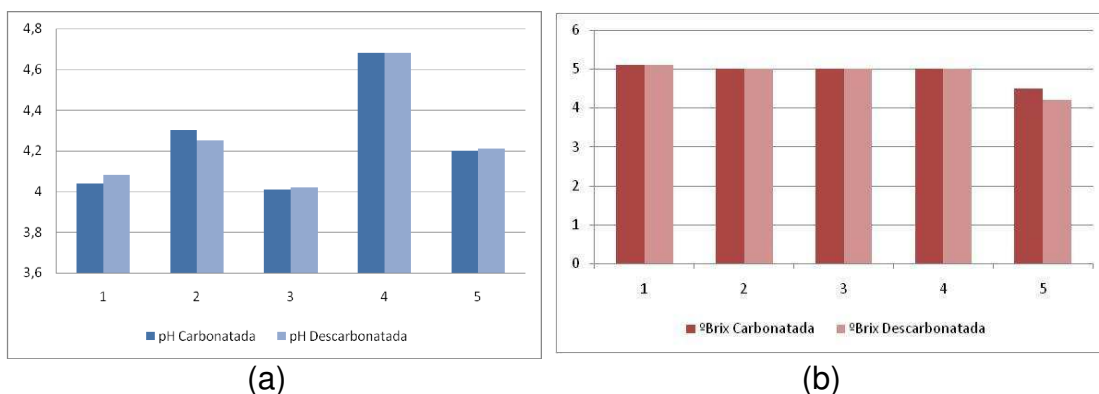 4,8
4,6
4,4
4,2
4
3,8
3,6
1 2 3 4 5
pH Carbonatada pH Descarbonatada
(a)
6
5
4
3
2
1
0
1 2 3 4 5
ºBrix Carbonatada ºBrix Descarbonatada
(b)